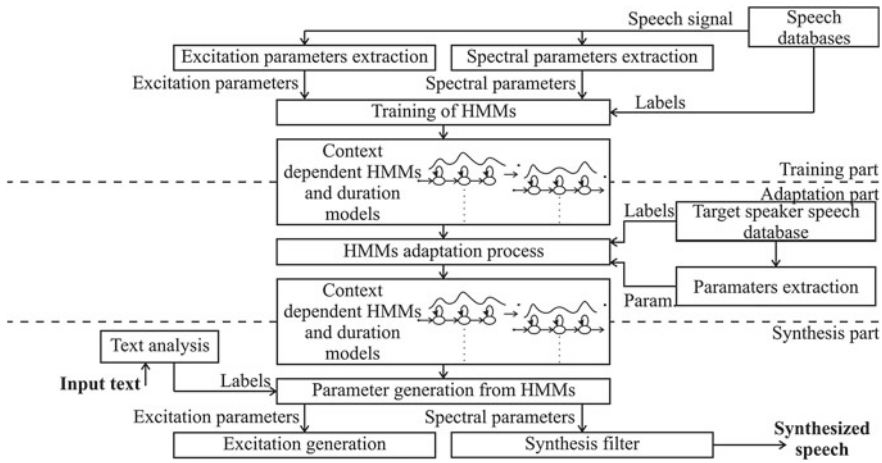 Speech signal
Speech
databases
Excitation parameters extraction
Spectral parameters extraction
Excitation parameters
Spectral parameters
Labels
Training of HMMs
Context
dependent HMMs
and duration
models
Training part
Adaptation part
Labels
Target speaker speech
database
HMMs adaptation process
Paramaters extraction
Param.
Context
dependent HMMs
and duration
models
Synthesis part
Text analysis
Input text
Labels
Parameter generation from HMMs
Excitation parameters
Spectral parameters
Excitation generation
Synthesis filter
Synthesized
speech